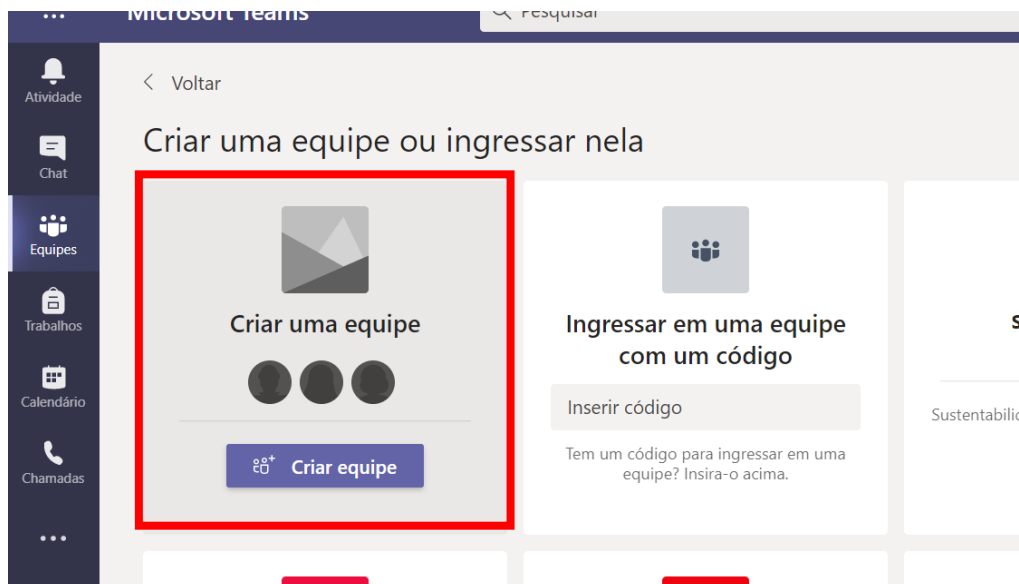 Microsoft Teams
Pesquisar
Atividade
Chat
Equipes
Trabalhos
Calendário
Chamadas
Voltar
Criar uma equipe ou ingressar nela
Criar uma equipe
Criar equipe
Ingressar em uma equipe
com um código
Inserir código
Tem um código para ingressar em uma
equipe? Insira-o acima.
S